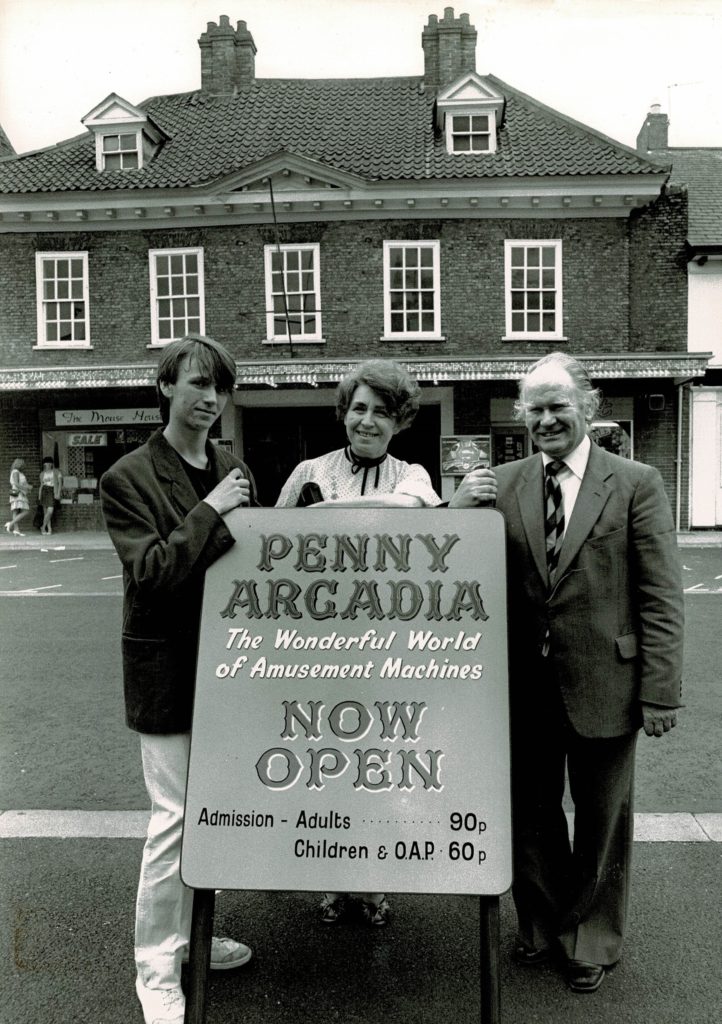 The Mouse House
SALE
PENNY
ARCADIA
The Wonderful World
of Amusement Machines
NOW
OPEN
Admission - Adults .......... 90p
Children & O.A.P. · 60p